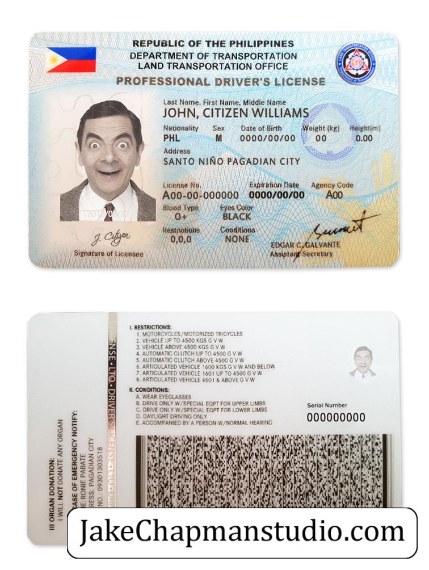 REPUBLIC OF THE PHILIPPINES
DEPARTMENT OF TRANSPORTATION
LAND TRANSPORTATION OFFICE
PROFESSIONAL DRIVER'S LICENSE
Last Name. First Name, Middle Name
JOHN, CITIZEN WILLIAMS
Nationality Sex Date of Birth Weight (kg) Height(m)
PHL M 0000/00/00 00 0.00
Address
SANTO NIÑO PAGADIAN CITY
License No. Expiration Date Agency Code
A00-00-000000 0000/00/00 A00
Blood Type Eyes Color
O+ BLACK
Restrictions Conditions
0,0,0 NONE
J. Citizen
Signature of Licensee
EDGAR C. GALVANTE
Assistant Secretary
I. RESTRICTIONS:
1. MOTORCYCLES/MOTORIZED TRICYCLES
2. VEHICLE UP TO 4500 KGS G V W
3. VEHICLE ABOVE 4500 KGS G V W
4. AUTOMATIC CLUTCH UP TO 4500 G V W
5. AUTOMATIC CLUTCH ABOVE 4500 G V W
6. ARTICULATED VEHICLE 1600 KGS G V W AND BELOW
7. ARTICULATED VEHICLE 1601 UP TO 4500 G V W
8. ARTICULATED VEHICLE 4501 & ABOVE G V W
II. CONDITIONS:
A. WEAR EYEGLASSES
B. DRIVE ONLY W/SPECIAL EQPT FOR UPPER LIMBS
C. DRIVE ONLY W/SPECIAL EQPT FOR LOWER LIMBS
D. DAYLIGHT DRIVING ONLY
E. ACCOMPANIED BY A PERSON W/NORMAL HEARING
Serial Number
000000000
III ORGAN DONATION:
I WILL NOT DONATE ANY ORGAN
CASE OF EMERGENCY NOTIFY:
PAGADIAN CITY
NO: 09301303518
JakeChapmanstudio.com